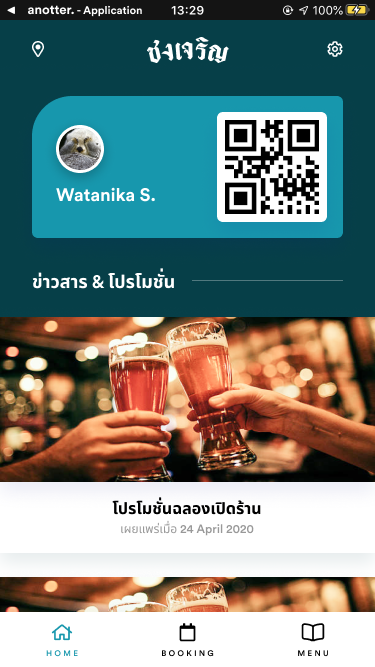 anotter. - Application
13:29
100%
ชงเจริญ
Watanika S.
ข่าวสาร & โปรโมชั่น
โปรโมชั่นฉลองเปิดร้าน
เผยแพร่เมื่อ 24 April 2020
HOME
BOOKING
MENU